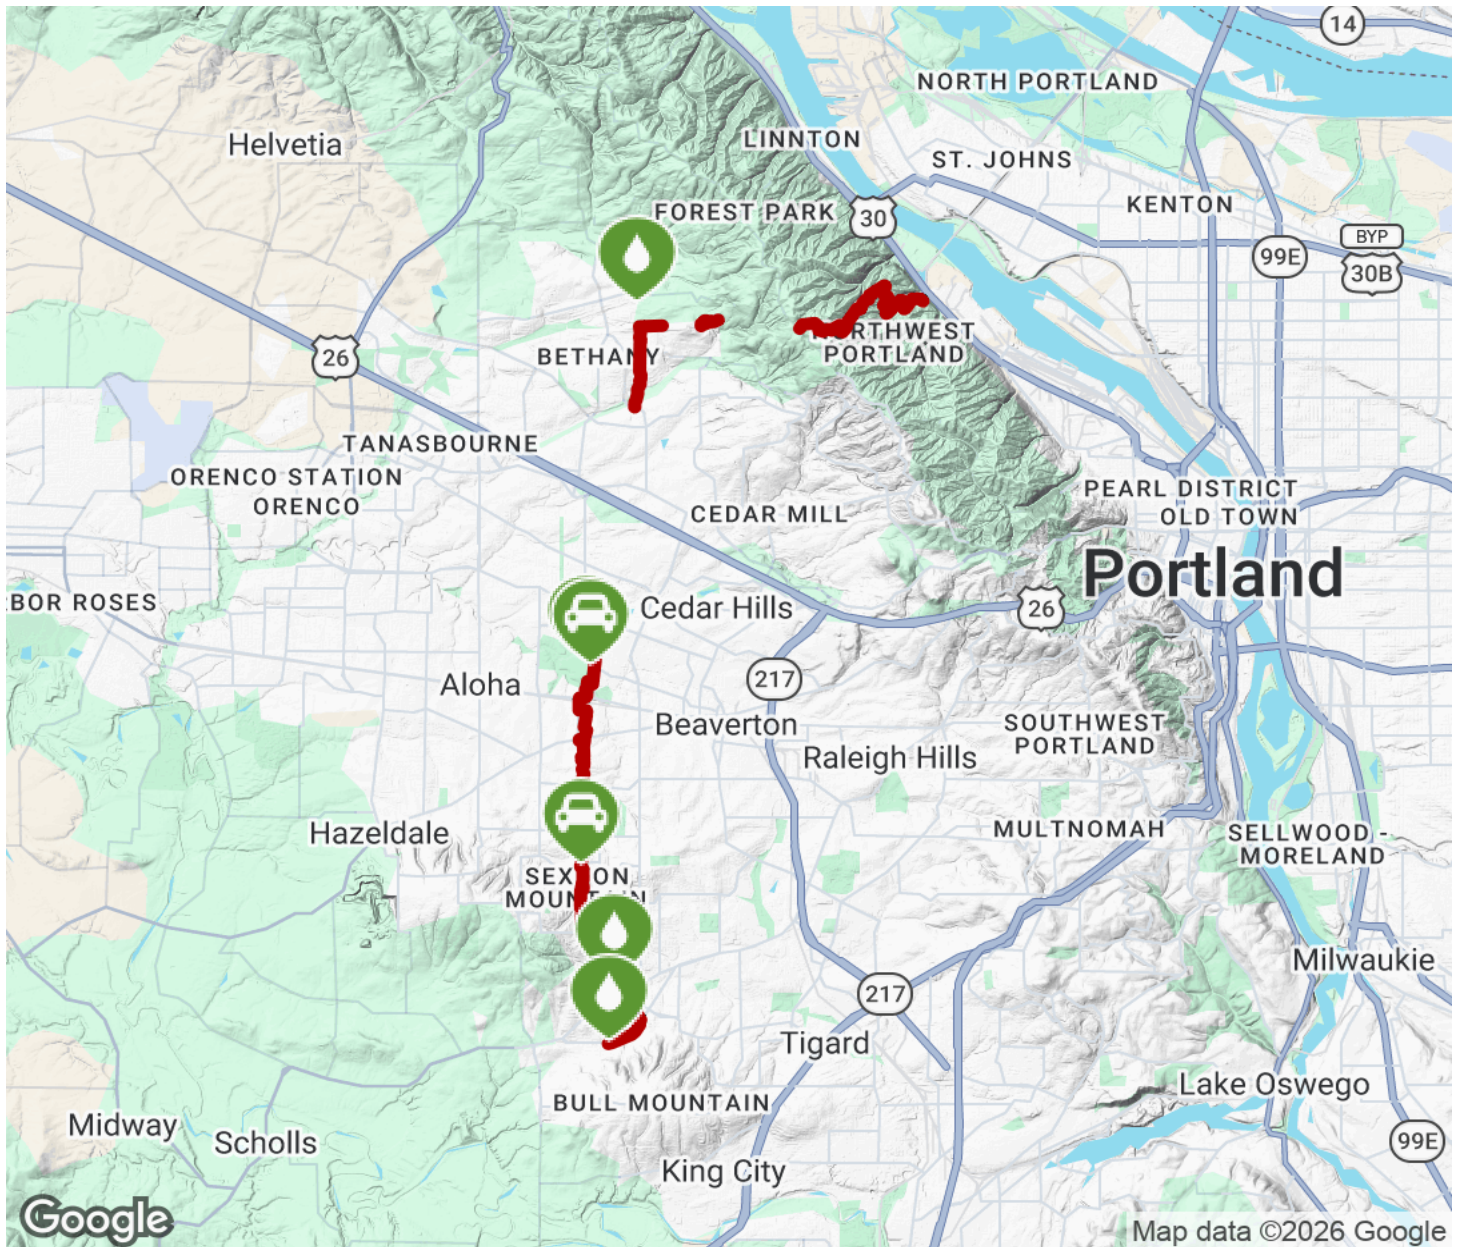 14
NORTH PORTLAND
LINNTON
Helvetia
ST. JOHNS
KENTON
FOREST PARK
30
BYP
99E
30B
26
BETHANY
RTHWEST
PORTLAND
TANASBOURNE
ORENCO STATION
ORENCO
PEARL DISTRICT
OLD TOWN
CEDAR MILL
Portland
BOR ROSES
Cedar Hills
26
Aloha
217
Beaverton
SOUTHWEST
PORTLAND
Raleigh Hills
Hazeldale
MULTNOMAH
SELLWOOD -
MORELAND
SEXTON
MOUNTAIN
Milwaukie
217
Tigard
Lake Oswego
BULL MOUNTAIN
Midway
Scholls
99E
King City
Google
Map data ©2026 Google